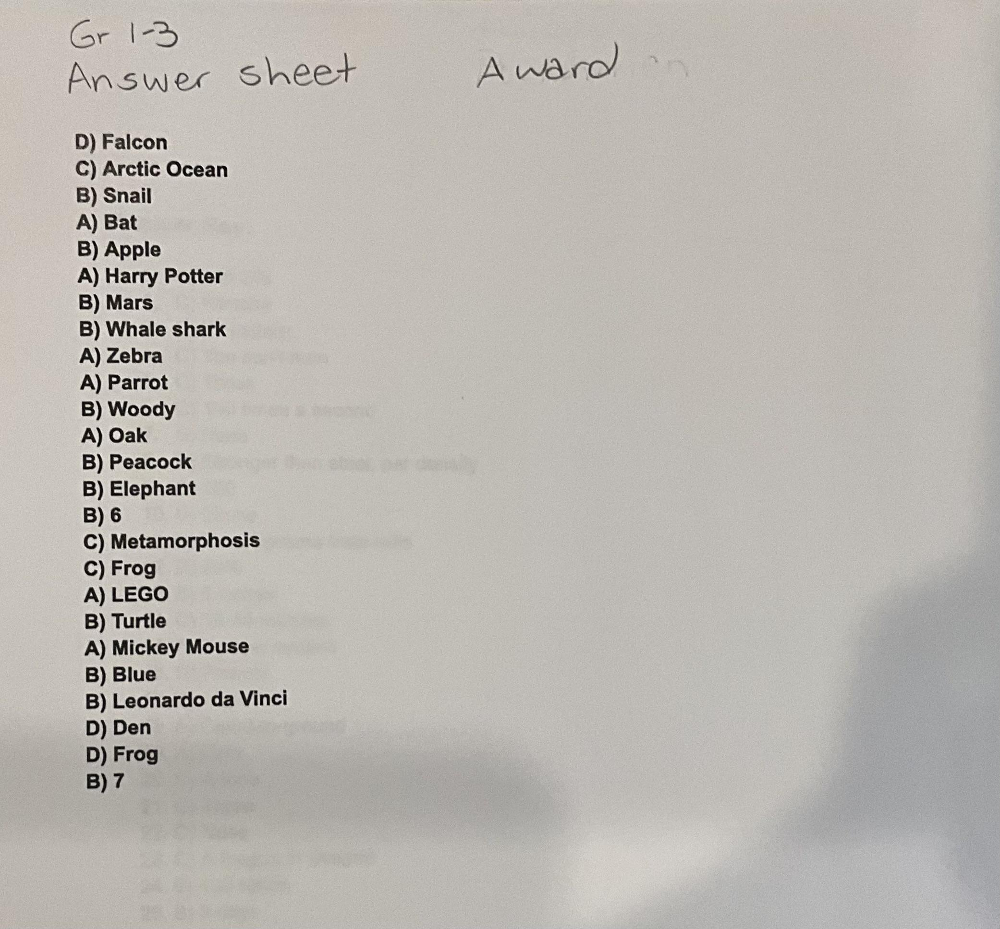 Gr 1-3
Answer sheet Award
D) Falcon
C) Arctic Ocean
B) Snail
A) Bat
B) Apple
A) Harry Potter
B) Mars
B) Whale shark
A) Zebra
A) Parrot
B) Woody
A) Oak
B) Peacock
B) Elephant
B) 6
C) Metamorphosis
C) Frog
A) LEGO
B) Turtle
A) Mickey Mouse
B) Blue
B) Leonardo da Vinci
D) Den
D) Frog
B) 7